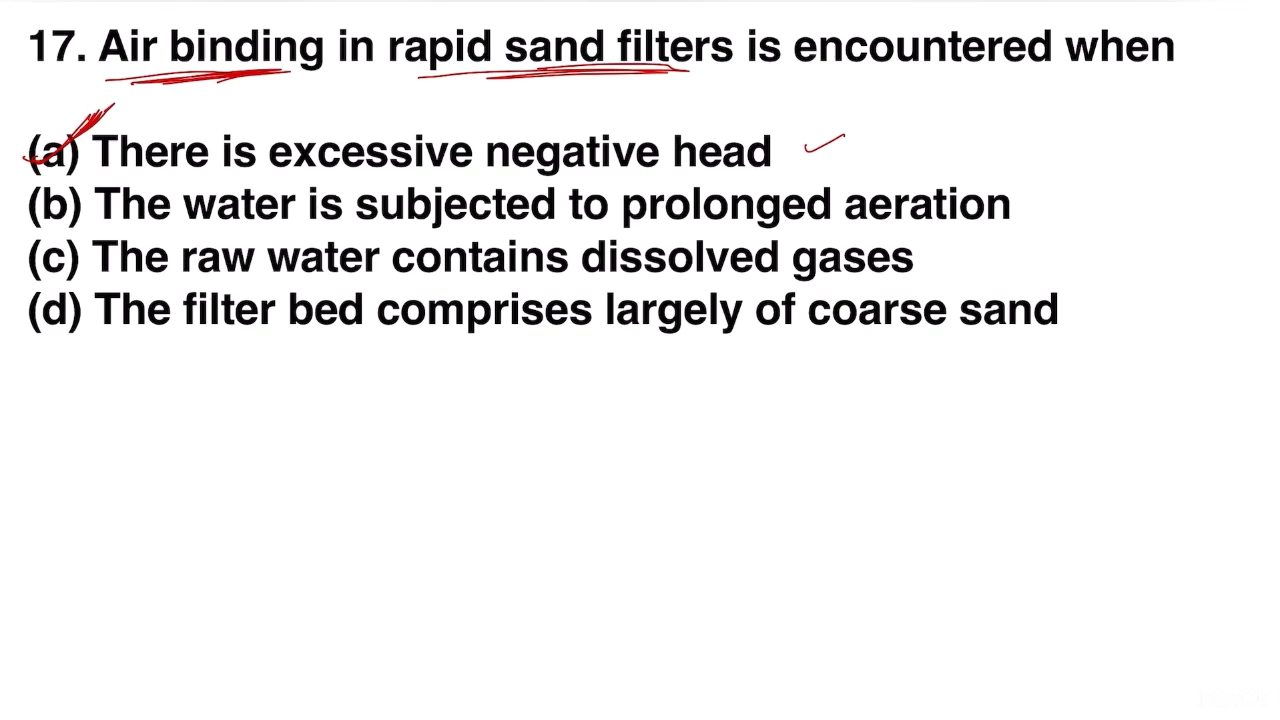 17. Air binding in rapid sand filters is encountered when
(a) There is excessive negative head
(b) The water is subjected to prolonged aeration
(c) The raw water contains dissolved gases
(d) The filter bed comprises largely of coarse sand